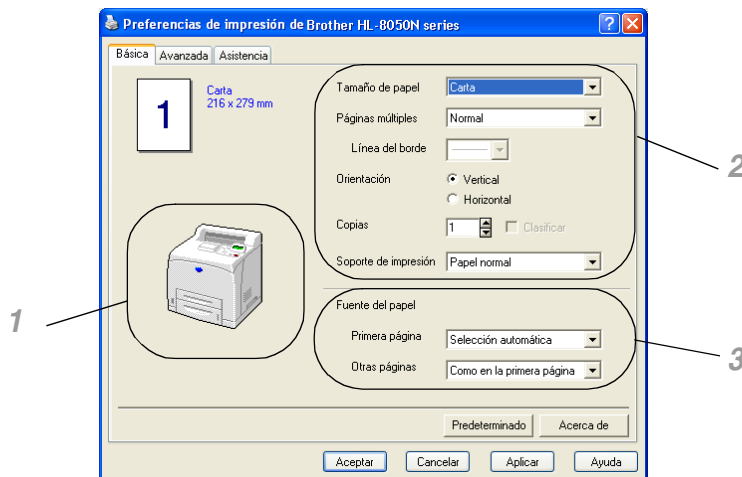 Preferencias de impresión de Brother HL-8050N series
Básica Avanzada Asistencia
1
Carta
216 x 279 mm
Tamaño de papel Carta
Páginas múltiples Normal
Línea del borde
Orientación Vertical
Horizontal
Copias 1 Clasificar
Soporte de impresión Papel normal
Fuente del papel
Primera página Selección automática
Otras páginas Como en la primera página
Predeterminado Acerca de
Aceptar Cancelar Aplicar Ayuda
1
2
3